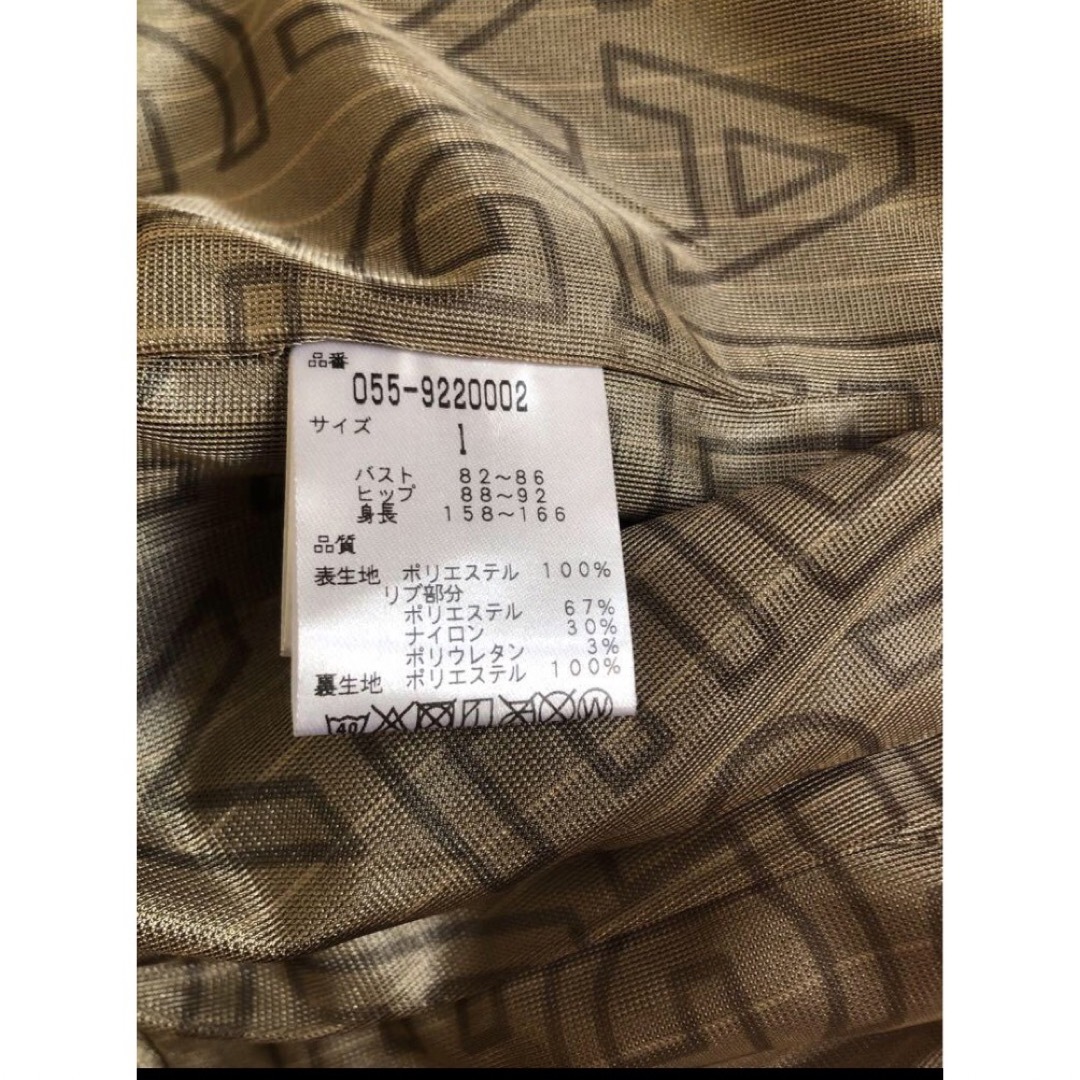 品番
055-9220002
サイズ
1
バスト 82～86
ヒップ 88～92
身長 158～166
品質
表生地 ポリエステル 100%
リブ部分
ポリエステル 67%
ナイロン 30%
ポリウレタン 3%
裏生地 ポリエステル 100%
40 W